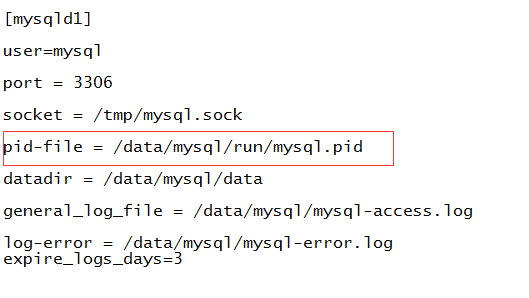 [mysqld1]
user=mysql
port = 3306
socket = /tmp/mysql.sock
pid-file = /data/mysql/run/mysql.pid
datadir = /data/mysql/data
general_log_file = /data/mysql/mysql-access.log
log-error = /data/mysql/mysql-error.log
expire_logs_days=3